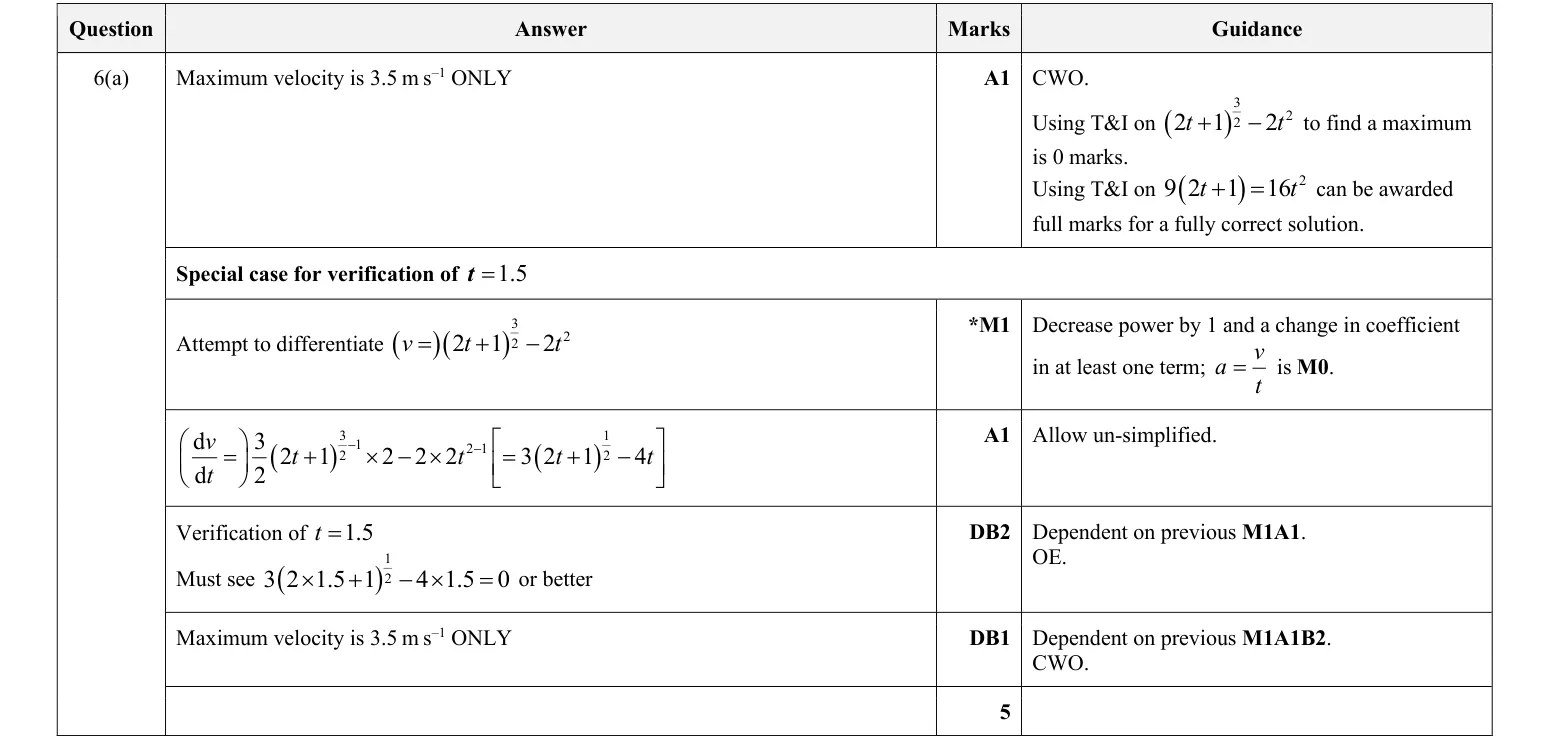 Question Answer Marks Guidance
6(a) Maximum velocity is 3.5 m s⁻¹ ONLY A1 CWO.
Using T&I on (2t+1)^(3/2) − 2t² to find a maximum
is 0 marks.
Using T&I on 9(2t+1)=16t² can be awarded
full marks for a fully correct solution.
Special case for verification of t = 1.5
Attempt to differentiate (v =)(2t+1)^(3/2) − 2t² *M1 Decrease power by 1 and a change in coefficient
in at least one term; a = v/t is M0.
(dv/dt =) 3/2 (2t+1)^(3/2−1) × 2 − 2 × 2t^(2−1) [= 3(2t+1)^(1/2) − 4t] A1 Allow un-simplified.
Verification of t = 1.5 DB2 Dependent on previous M1A1.
OE.
Must see 3(2×1.5+1)^(1/2) − 4×1.5 = 0 or better
Maximum velocity is 3.5 m s⁻¹ ONLY DB1 Dependent on previous M1A1B2.
CWO.
5